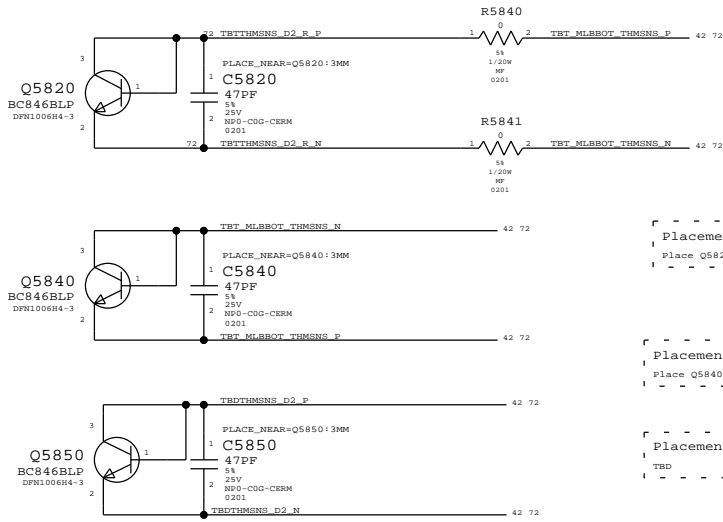 R5840
72 TBTTHMSNS_D2_R_P
1 0 2 TBT_MLBBOT_THMSNS_P 42 72
5%
1/20W
MF
0201
3
PLACE_NEAR=Q5820:3MM
Q5820
BC846BLP
DFN1006H4-3
1
2
1
C5820
47PF
5%
25V
NP0-C0G-CERM
0201
2
R5841
72 TBTTHMSNS_D2_R_N
1 0 2 TBT_MLBBOT_THMSNS_N 42 72
5%
1/20W
MF
0201
TBT_MLBBOT_THMSNS_N 42 72
3
PLACE_NEAR=Q5840:3MM
Q5840
BC846BLP
DFN1006H4-3
1
2
1
C5840
47PF
5%
25V
NP0-C0G-CERM
0201
2
TBT_MLBBOT_THMSNS_P 42 72
Placeme
Place Q582
Placemen
Place Q5840
TBDTHMSNS_D2_P 42 72
3
PLACE_NEAR=Q5850:3MM
Q5850
BC846BLP
DFN1006H4-3
1
2
1
C5850
47PF
5%
25V
NP0-C0G-CERM
0201
2
TBDTHMSNS_D2_N 42 72
Placemen
TBD